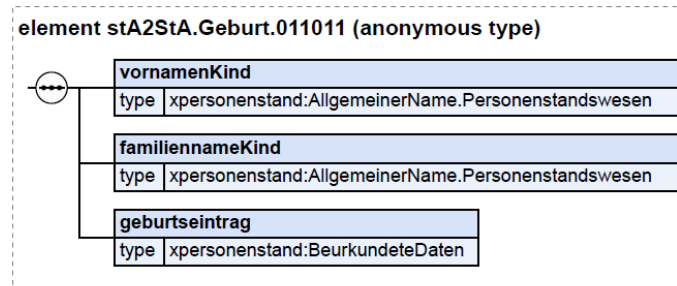 element stA2StA.Geburt.011011 (anonymous type)
vornamenKind
type xpersonenstand:AllgemeinerName.Personenstandswesen
familiennameKind
type xpersonenstand:AllgemeinerName.Personenstandswesen
geburtseintrag
type xpersonenstand:BeurkundeteDaten